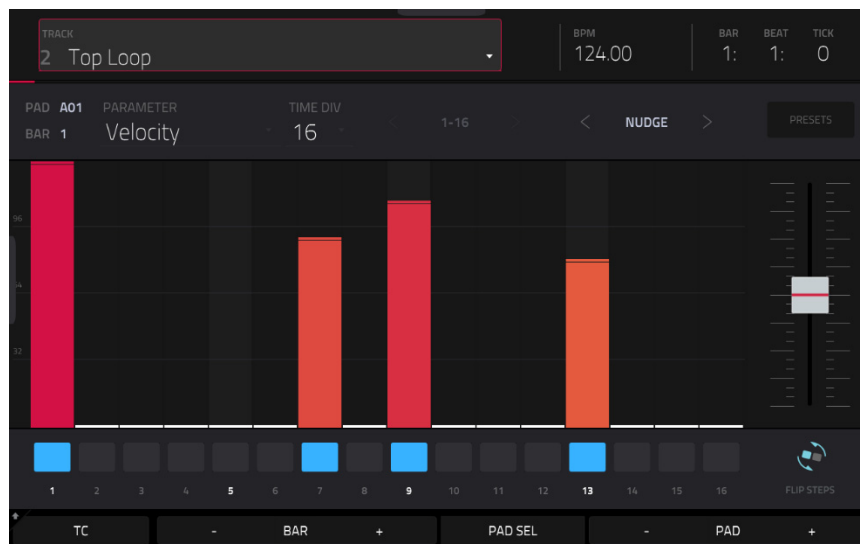 TRACK BPM BAR BEAT TICK
2 Top Loop 124.00 1: 1: 0
PAD A01 PARAMETER TIME DIV
BAR 1 Velocity 16 < 1-16 > < NUDGE > PRESETS
96
32
1 2 3 4 5 6 7 8 9 10 11 12 13 14 15 16 FLIP STEPS
TC - BAR + PAD SEL - PAD +